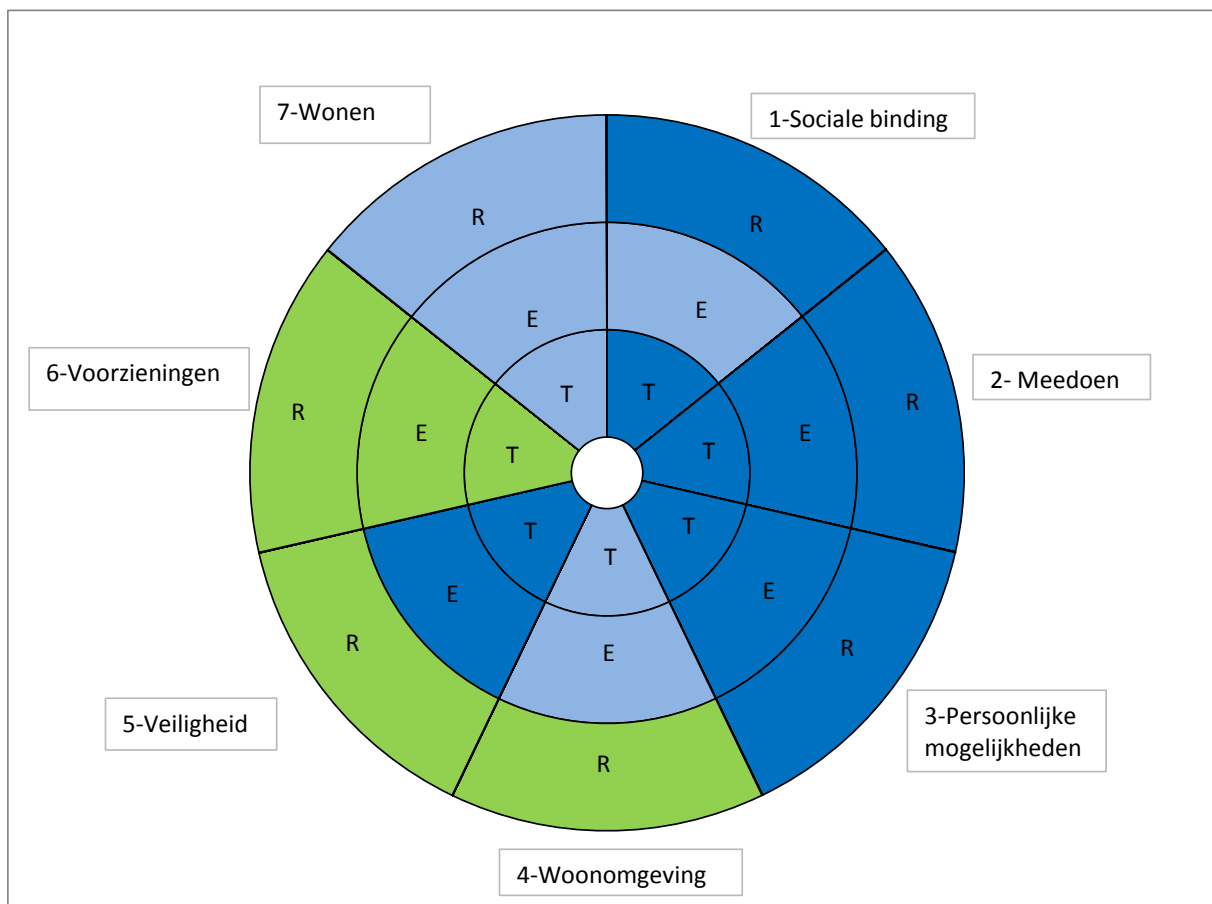 7-Wonen
1-Sociale binding
R
R
E
E
6-Voorzieningen
2- Meedoen
T
T
R
E
T
T
E
R
T
T
T
E
E
R
R
E
5-Veiligheid
3-Persoonlijke
mogelijkheden
R
4-Woonomgeving